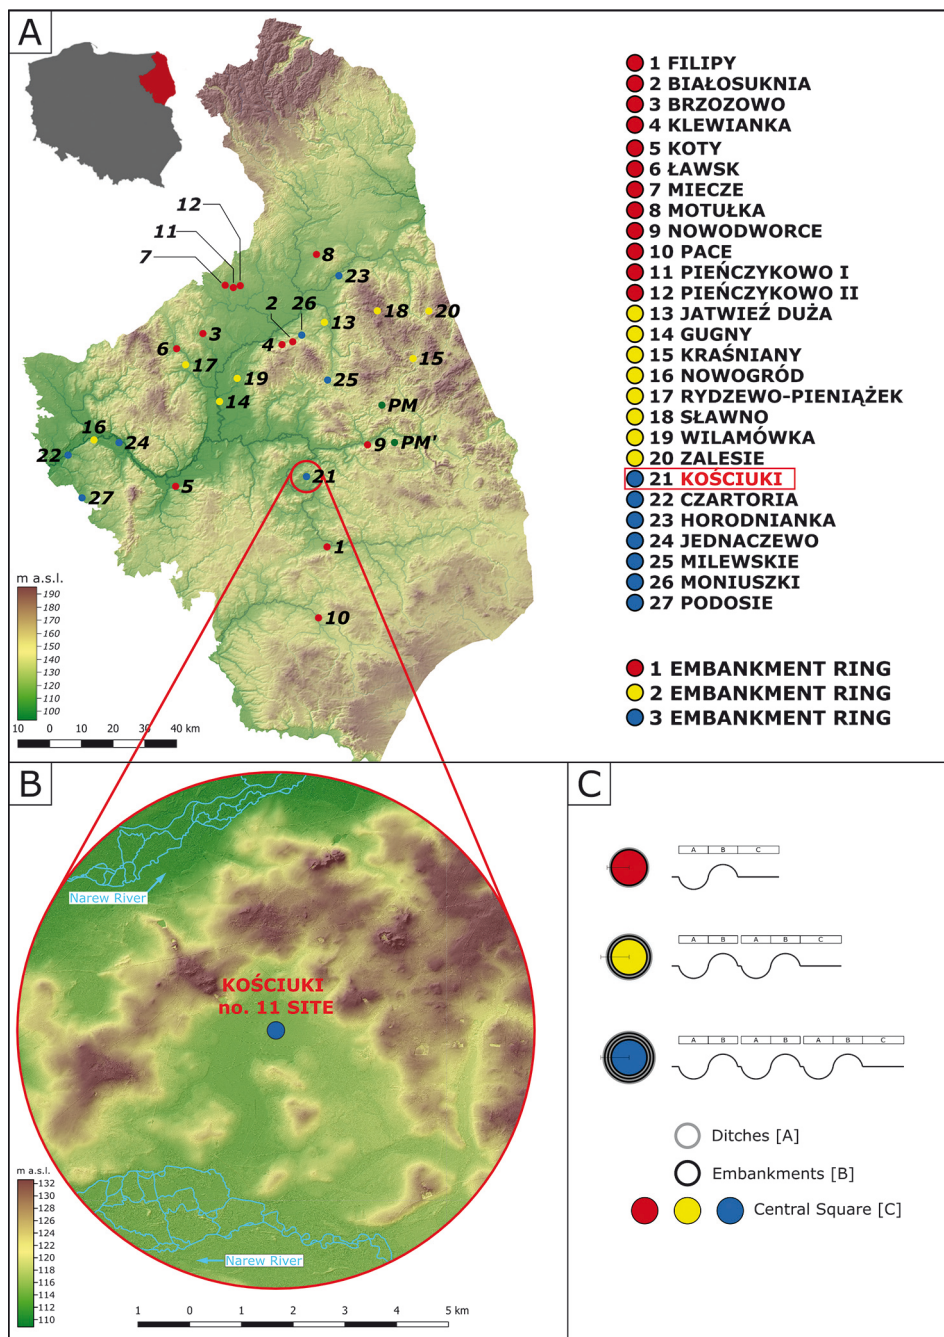 A
12
11
7
8
23
2
26
18
20
13
3
4
6
15
17
19
25
14
PM
16
24
9
PM'
22
21
5
27
1
10
m a.s.l.
190
180
170
160
150
140
130
120
110
100
10 0 10 20 40 km
1 FILIPY
2 BIAŁOSUKNIA
3 BRZOZOWO
4 KLEWIANKA
5 KOTY
6 ŁAWSK
7 MIECZE
8 MOTUŁKA
9 NOWODWORCE
10 PACE
11 PIEŃCZYKOWO I
12 PIEŃCZYKOWO II
13 JATWIEŹ DUŻA
14 GUGNY
15 KRAŚNIANY
16 NOWOGRÓD
17 RYDZEWO-PIENIĄŻEK
18 SŁAWNO
19 WILAMÓWKA
20 ZALESIE
21 KOŚCIUKI
22 CZARTORIA
23 HORODNIANKA
24 JEDNACZEWO
25 MILEWSKIE
26 MONIUSZKI
27 PODOSIE
1 EMBANKMENT RING
2 EMBANKMENT RING
3 EMBANKMENT RING
B
Narew River
KOŚCIUKI
no. 11 SITE
Narew River
m a.s.l.
132
130
128
126
124
122
120
118
116
114
112
110
1 0 1 2 3 4 5 km
C
A B C
A B A B C
A B A B A B C
Ditches [A]
Embankments [B]
Central Square [C]